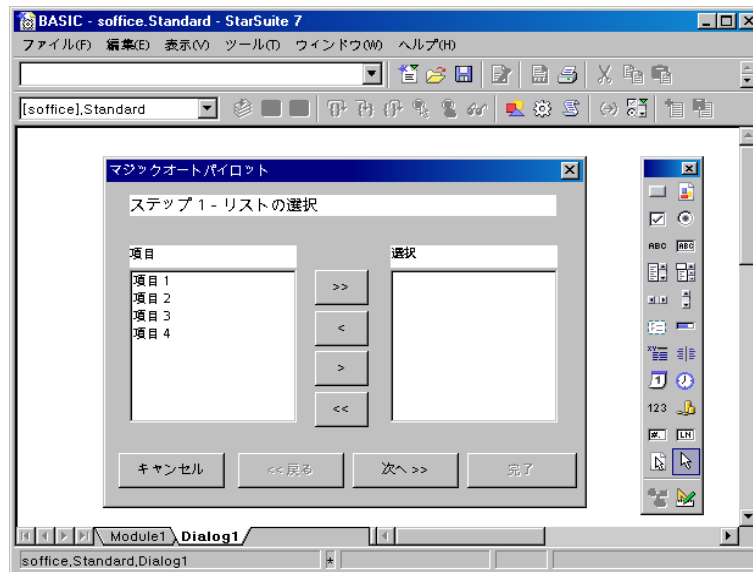 BASIC - soffice.Standard - StarSuite 7
ファイル(F) 編集(E) 表示(V) ツール(T) ウィンドウ(W) ヘルプ(H)
[soffice].Standard
マジックオートパイロット
ステップ 1 - リストの選択
項目 選択
項目 1
項目 2
項目 3
項目 4
>>
<
>
<<
キャンセル << 戻る 次へ >> 完了
ABC ABC
XY
1
123
#. LN
Module1 Dialog1
soffice.Standard.Dialog1 *